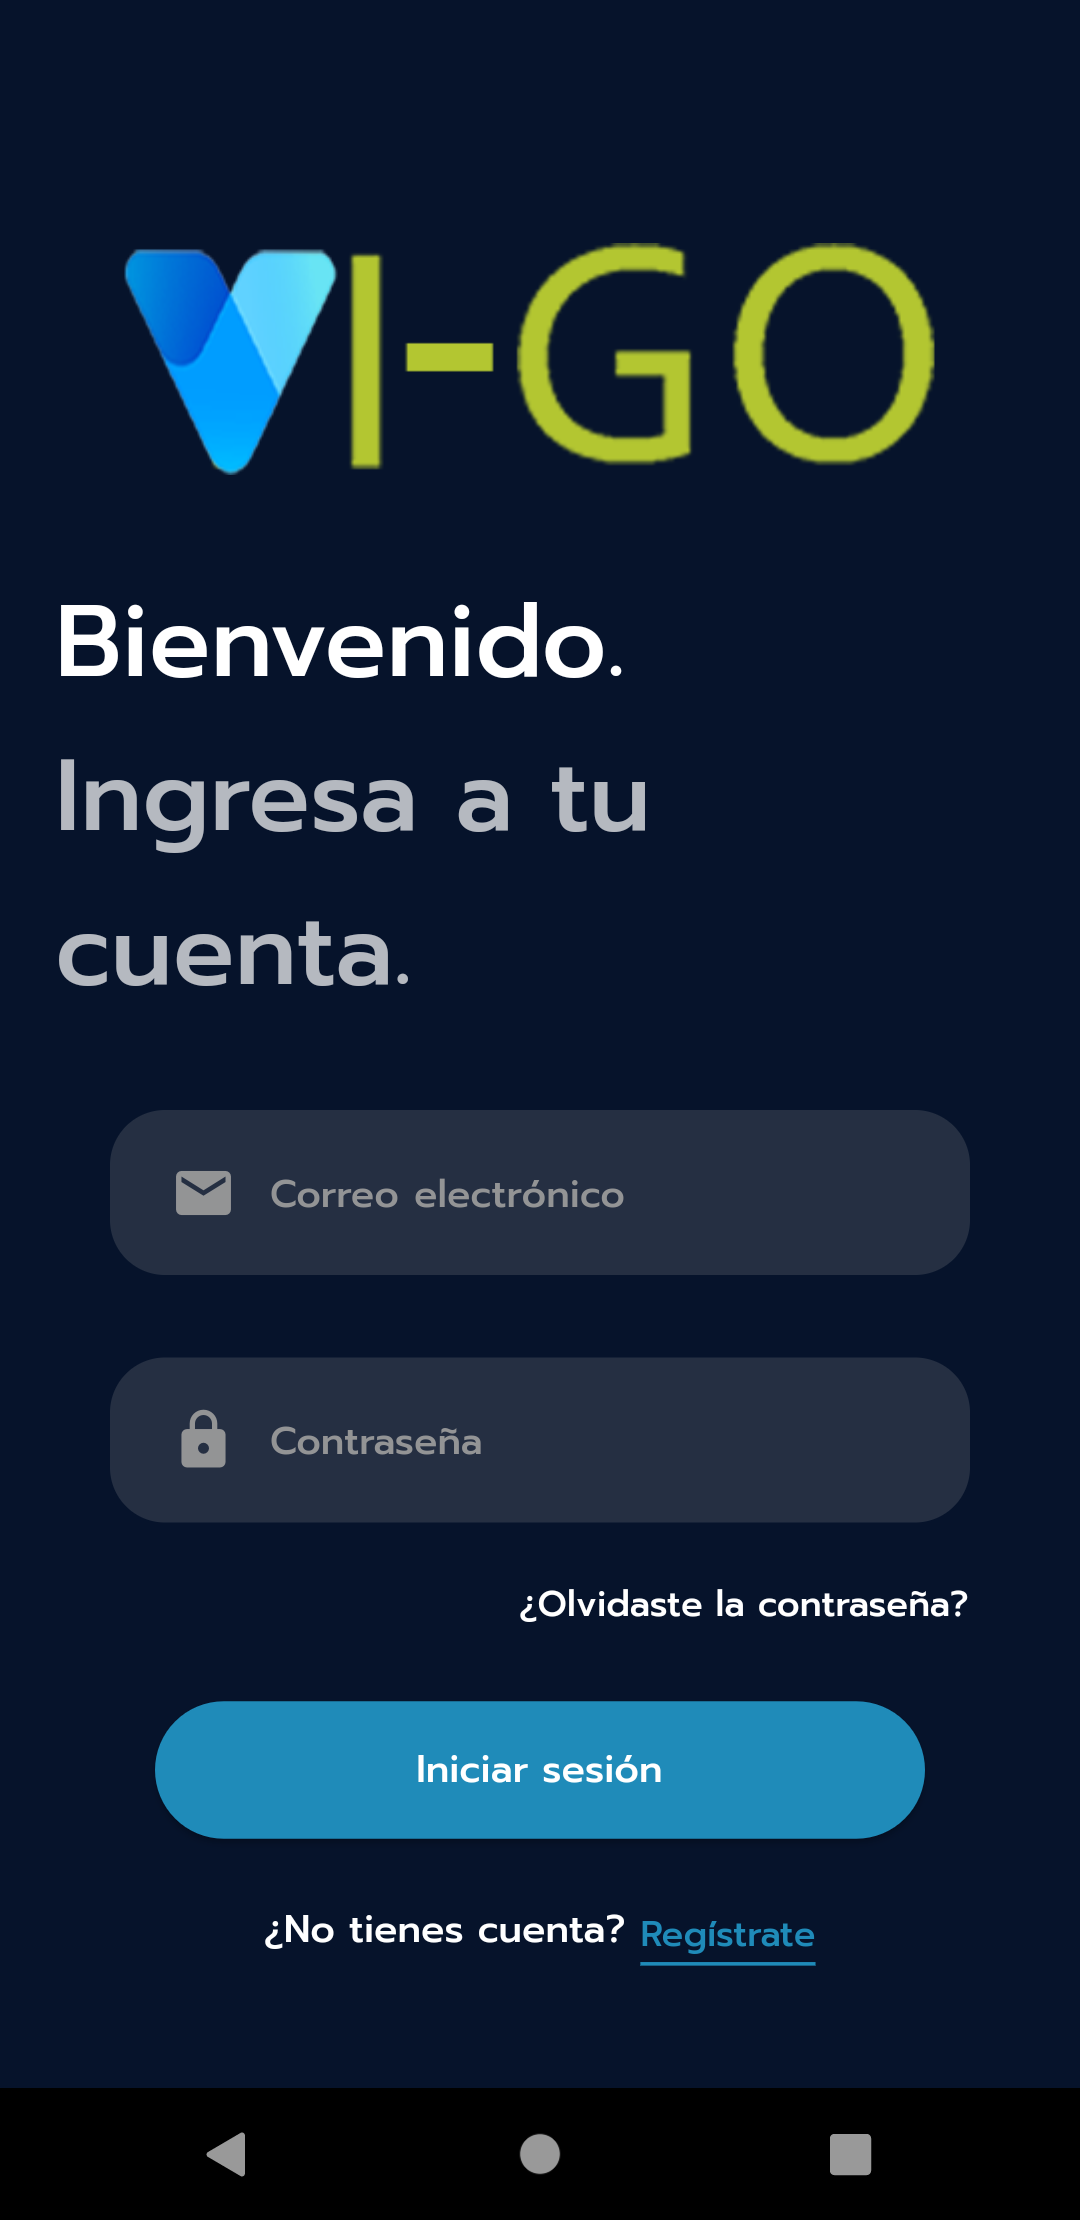 VI-GO
Bienvenido.
Ingresa a tu
cuenta.
Correo electrónico
Contraseña
¿Olvidaste la contraseña?
Iniciar sesión
¿No tienes cuenta? Regístrate